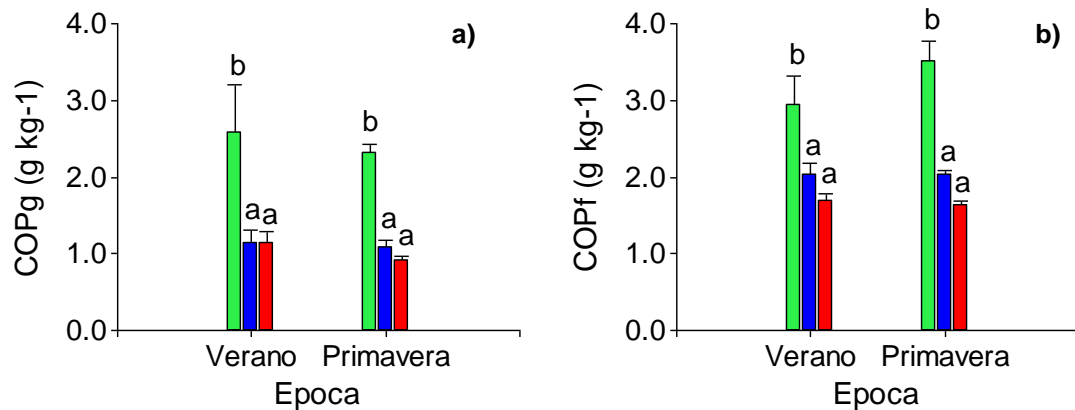 a)
COPg (g kg-1)
4.0
3.0
2.0
1.0
0.0
b
a
a
b
a
a
Verano
Primavera
Epoca
b)
COPf (g kg-1)
4.0
3.0
2.0
1.0
0.0
b
a
a
b
a
a
Verano
Primavera
Epoca